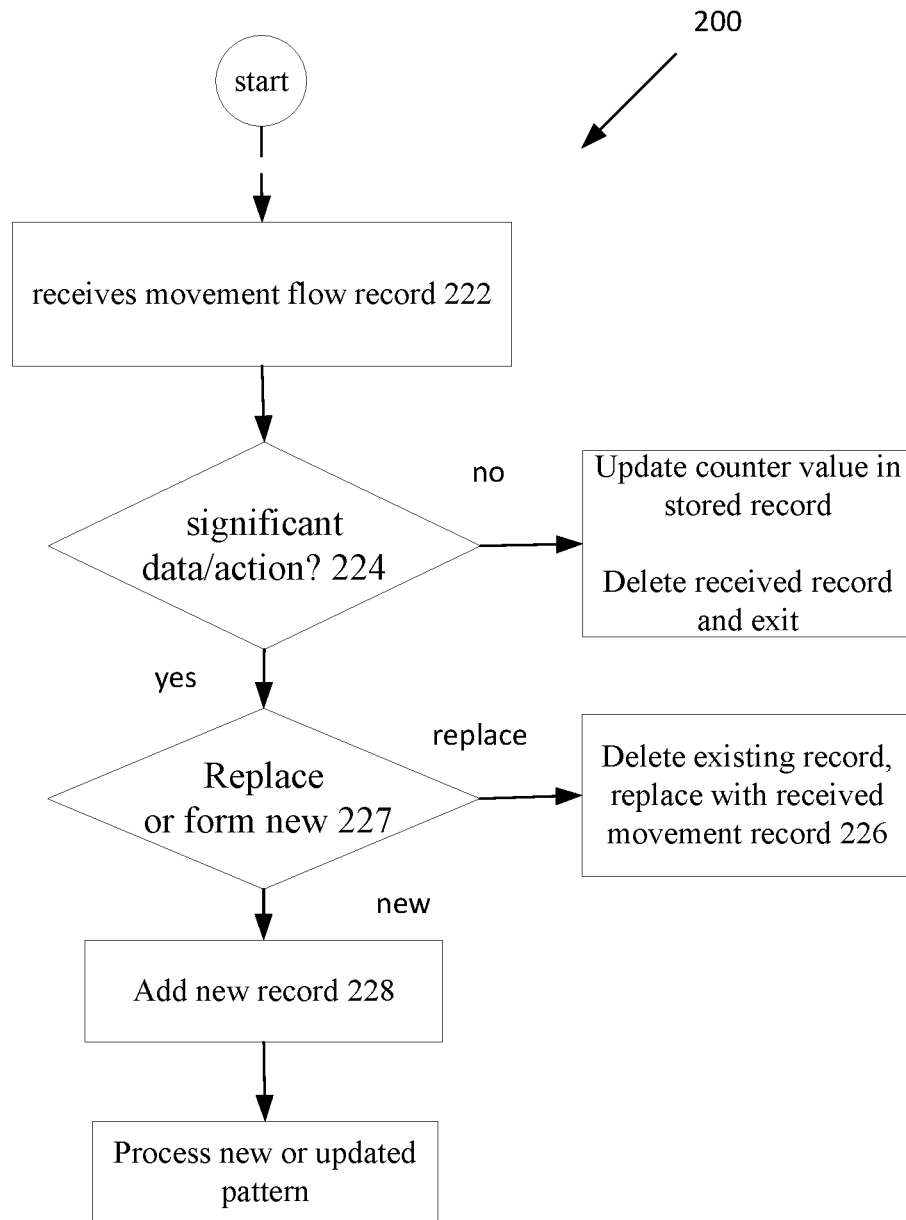 200
start
receives movement flow record 222
no
significant
data/action? 224
Update counter value in
stored record
Delete received record
and exit
yes
replace
Replace
or form new 227
Delete existing record,
replace with received
movement record 226
new
Add new record 228
Process new or updated
pattern